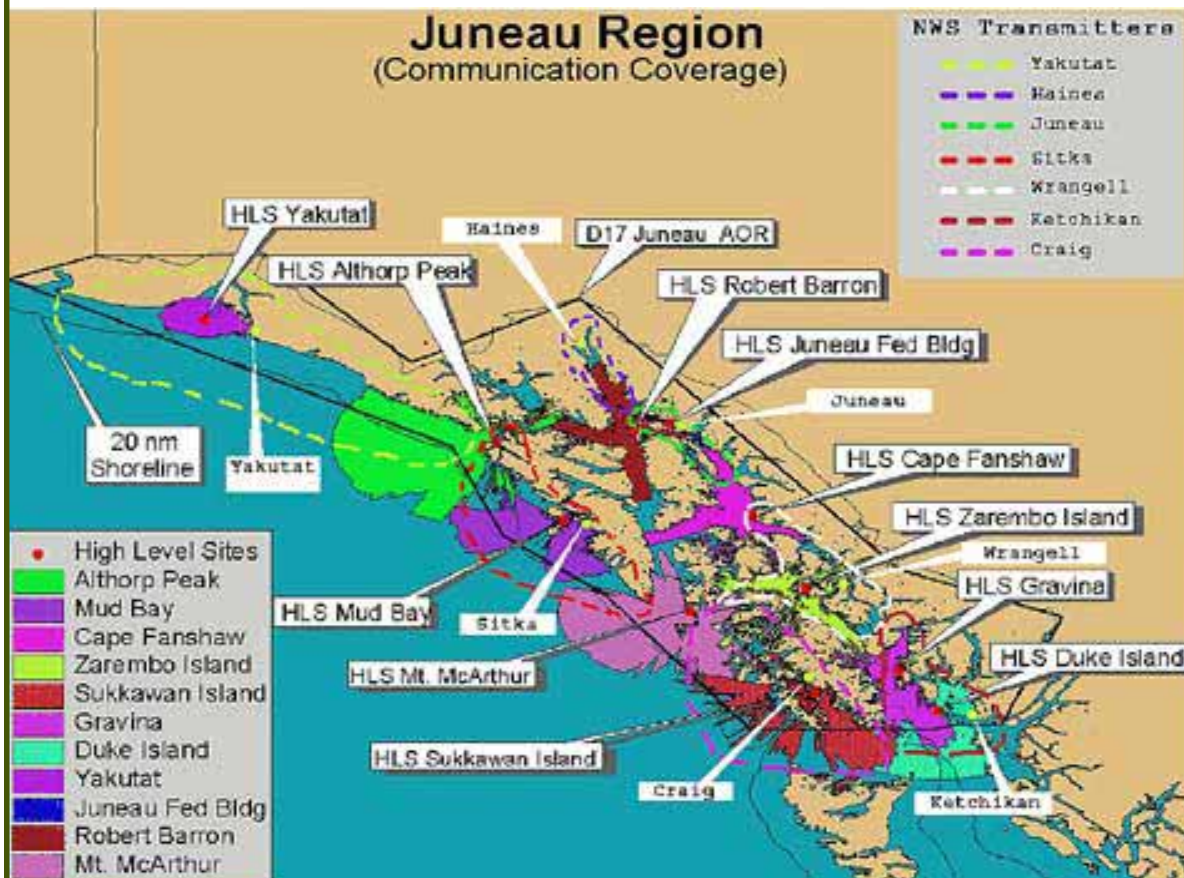 Juneau Region
(Communication Coverage)
NWS Transmitters
Yakutat
Haines
Juneau
Sitka
Wrangell
Ketchikan
Craig
HLS Yakutat
Haines
D17 Juneau AOR
HLS Althorp Peak
HLS Robert Barron
HLS Juneau Fed Bldg
Juneau
20 nm
Shoreline
Yakutat
HLS Cape Fanshaw
HLS Zarembo Island
Wrangell
HLS Gravina
HLS Mud Bay
Sitka
HLS Duke Island
HLS Mt. McArthur
HLS Sukkawan Island
Craig
Ketchikan
High Level Sites
Althorp Peak
Mud Bay
Cape Fanshaw
Zarembo Island
Sukkawan Island
Gravina
Duke Island
Yakutat
Juneau Fed Bldg
Robert Barron
Mt. McArthur